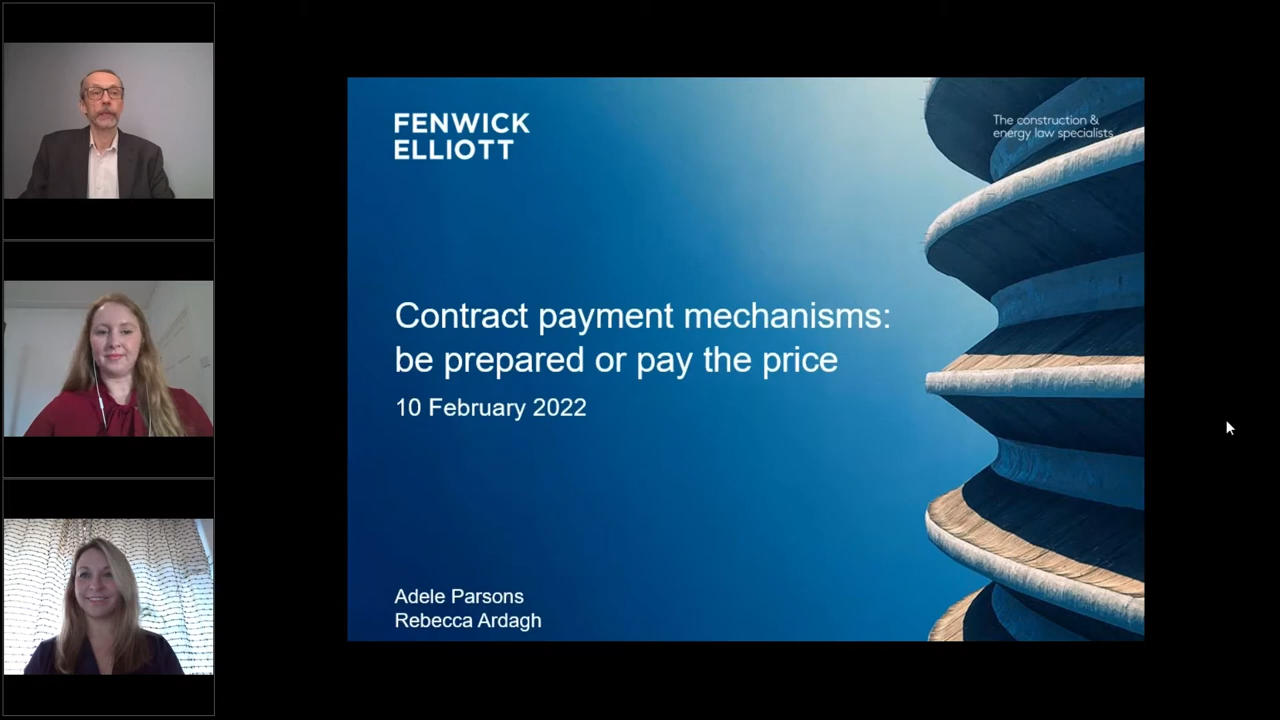 FENWICK
ELLIOTT
The construction &
energy law specialists
Contract payment mechanisms:
be prepared or pay the price
10 February 2022
Adele Parsons
Rebecca Ardagh